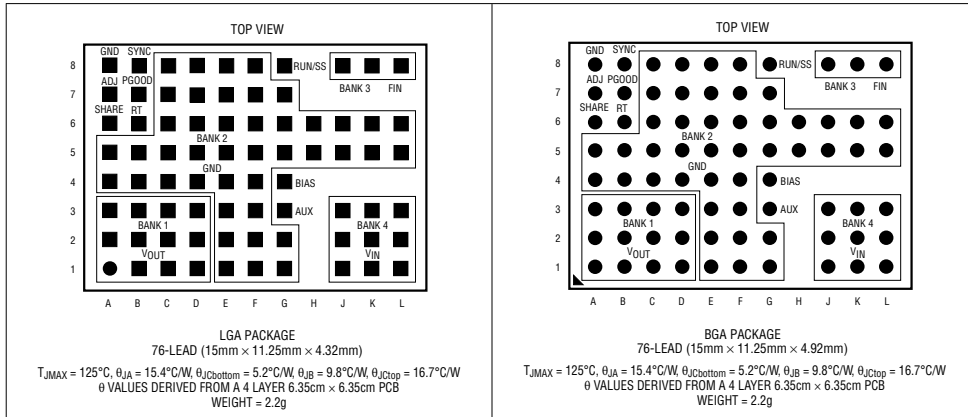 TOP VIEW
GND SYNC
8 RUN/SS
ADJ PGOOD BANK 3 FIN
7
SHARE RT
6
BANK 2
5
GND
4 BIAS
3 AUX
BANK 1 BANK 4
2
VOUT VIN
1
A B C D E F G H J K L
LGA PACKAGE
76-LEAD (15mm × 11.25mm × 4.32mm)
TJMAX = 125°C, θJA = 15.4°C/W, θJCbottom = 5.2°C/W, θJB = 9.8°C/W, θJCtop = 16.7°C/W
θ VALUES DERIVED FROM A 4 LAYER 6.35cm × 6.35cm PCB
WEIGHT = 2.2g
TOP VIEW
GND SYNC
8 RUN/SS
ADJ PGOOD BANK 3 FIN
7
SHARE RT
6
BANK 2
5
GND
4 BIAS
3 AUX
BANK 1 BANK 4
2
VOUT VIN
1
A B C D E F G H J K L
BGA PACKAGE
76-LEAD (15mm × 11.25mm × 4.92mm)
TJMAX = 125°C, θJA = 15.4°C/W, θJCbottom = 5.2°C/W, θJB = 9.8°C/W, θJCtop = 16.7°C/W
θ VALUES DERIVED FROM A 4 LAYER 6.35cm × 6.35cm PCB
WEIGHT = 2.2g